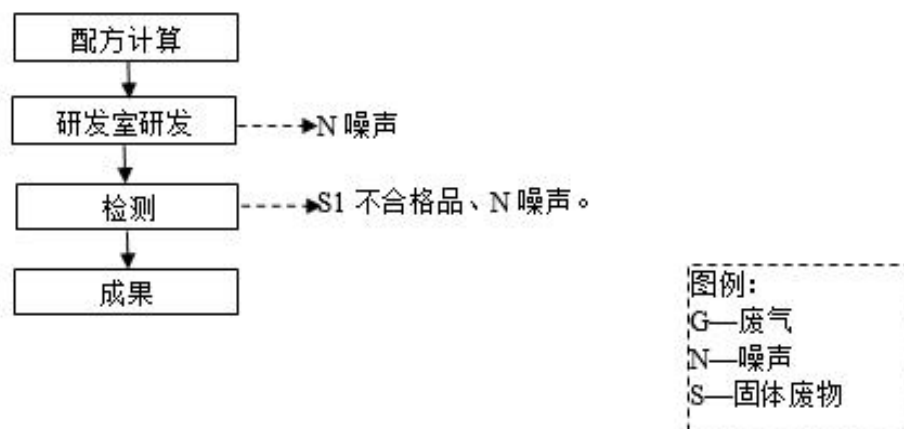 配方计算
研发室研发
N 噪声
检测
S1 不合格品、N 噪声。
成果
图例：
G—废气
N—噪声
S—固体废物